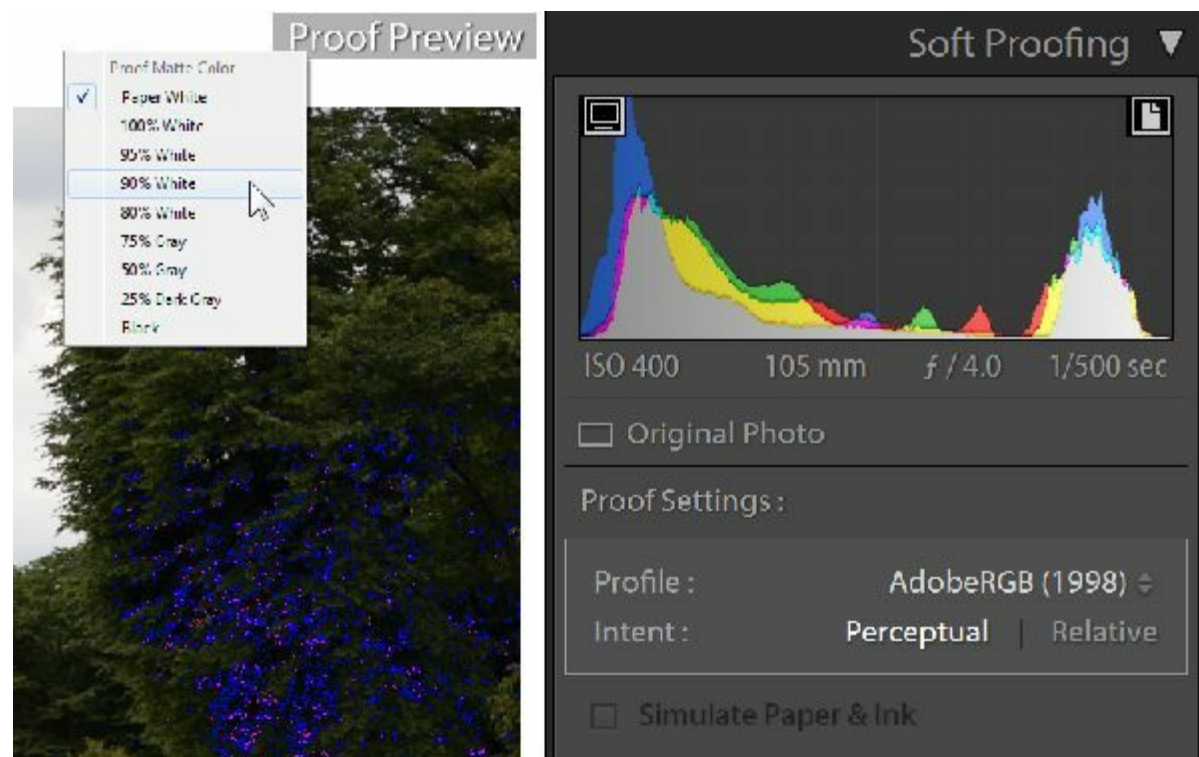 Proof Preview
Proof Matte Color
Paper White
100% White
95% White
90% White
80% White
75% Gray
50% Gray
25% Dark Gray
Black
Soft Proofing
ISO 400 105 mm ƒ / 4.0 1/500 sec
Original Photo
Proof Settings :
Profile : AdobeRGB (1998)
Intent : Perceptual | Relative
Simulate Paper & Ink